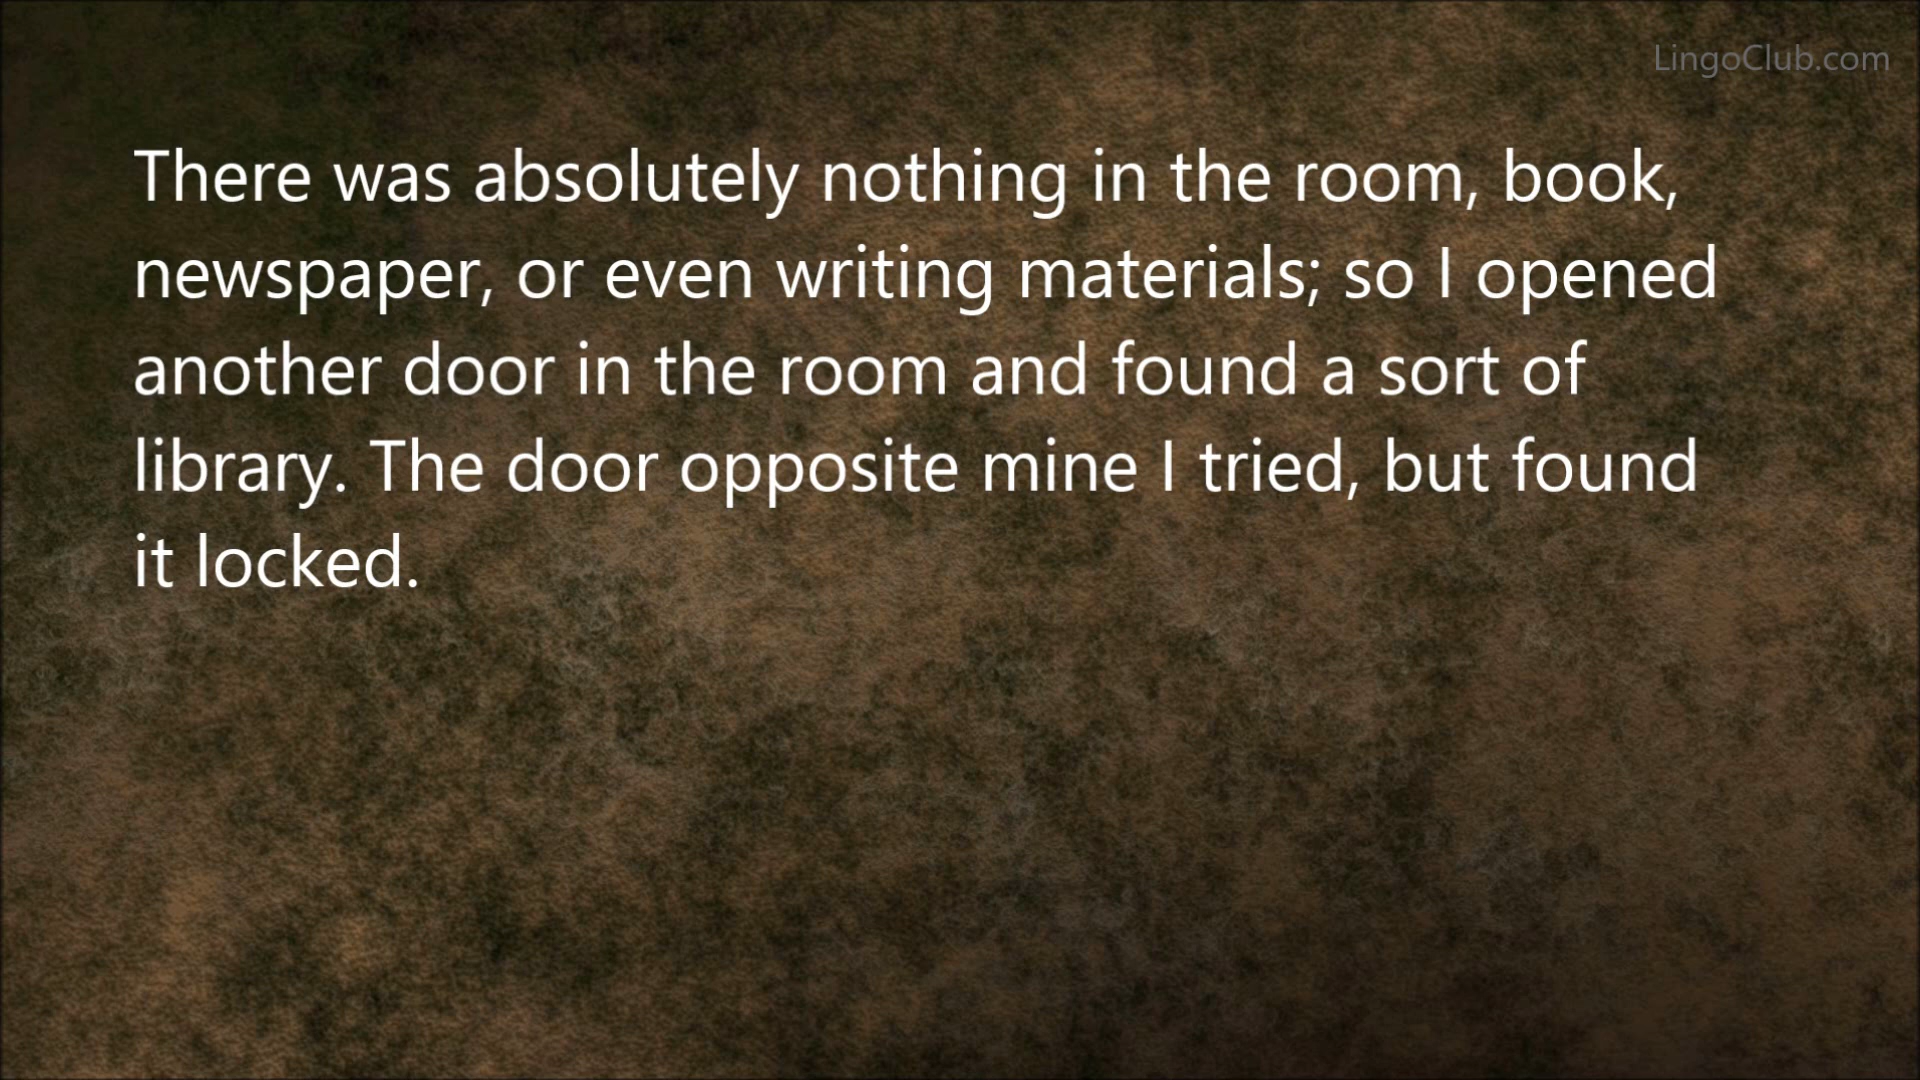 LingoClub.com
There was absolutely nothing in the room, book,
newspaper, or even writing materials; so I opened
another door in the room and found a sort of
library. The door opposite mine I tried, but found
it locked.